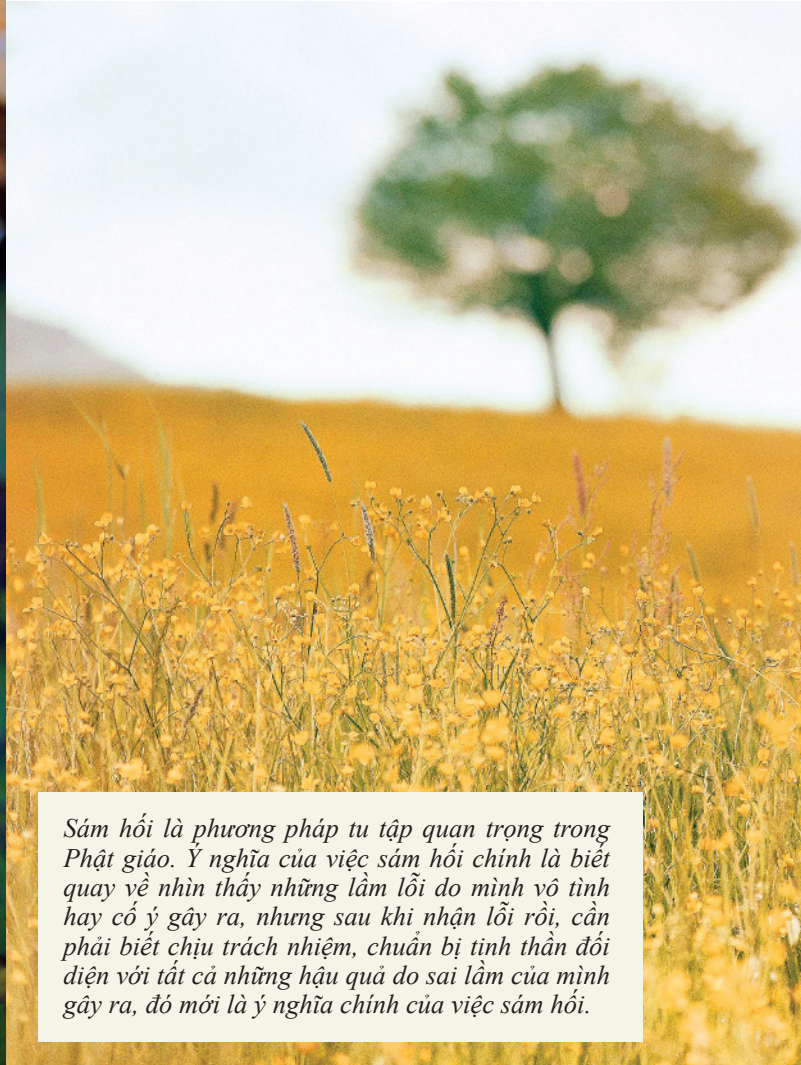 Sám hối là phương pháp tu tập quan trọng trong
Phật giáo. Ý nghĩa của việc sám hối chính là biết
quay về nhìn thấy những lầm lỗi do mình vô tình
hay cố ý gây ra, nhưng sau khi nhận lỗi rồi, cần
phải biết chịu trách nhiệm, chuẩn bị tinh thần đối
diện với tất cả những hậu quả do sai lầm của mình
gây ra, đó mới là ý nghĩa chính của việc sám hối.